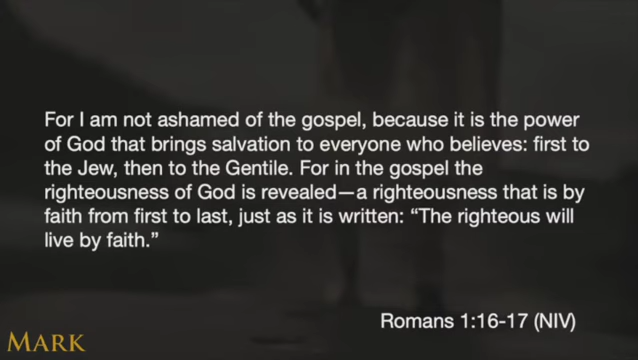 For I am not ashamed of the gospel, because it is the power
of God that brings salvation to everyone who believes: first to
the Jew, then to the Gentile. For in the gospel the
righteousness of God is revealed—a righteousness that is by
faith from first to last, just as it is written: “The righteous will
live by faith.”
Romans 1:16-17 (NIV)
MARK